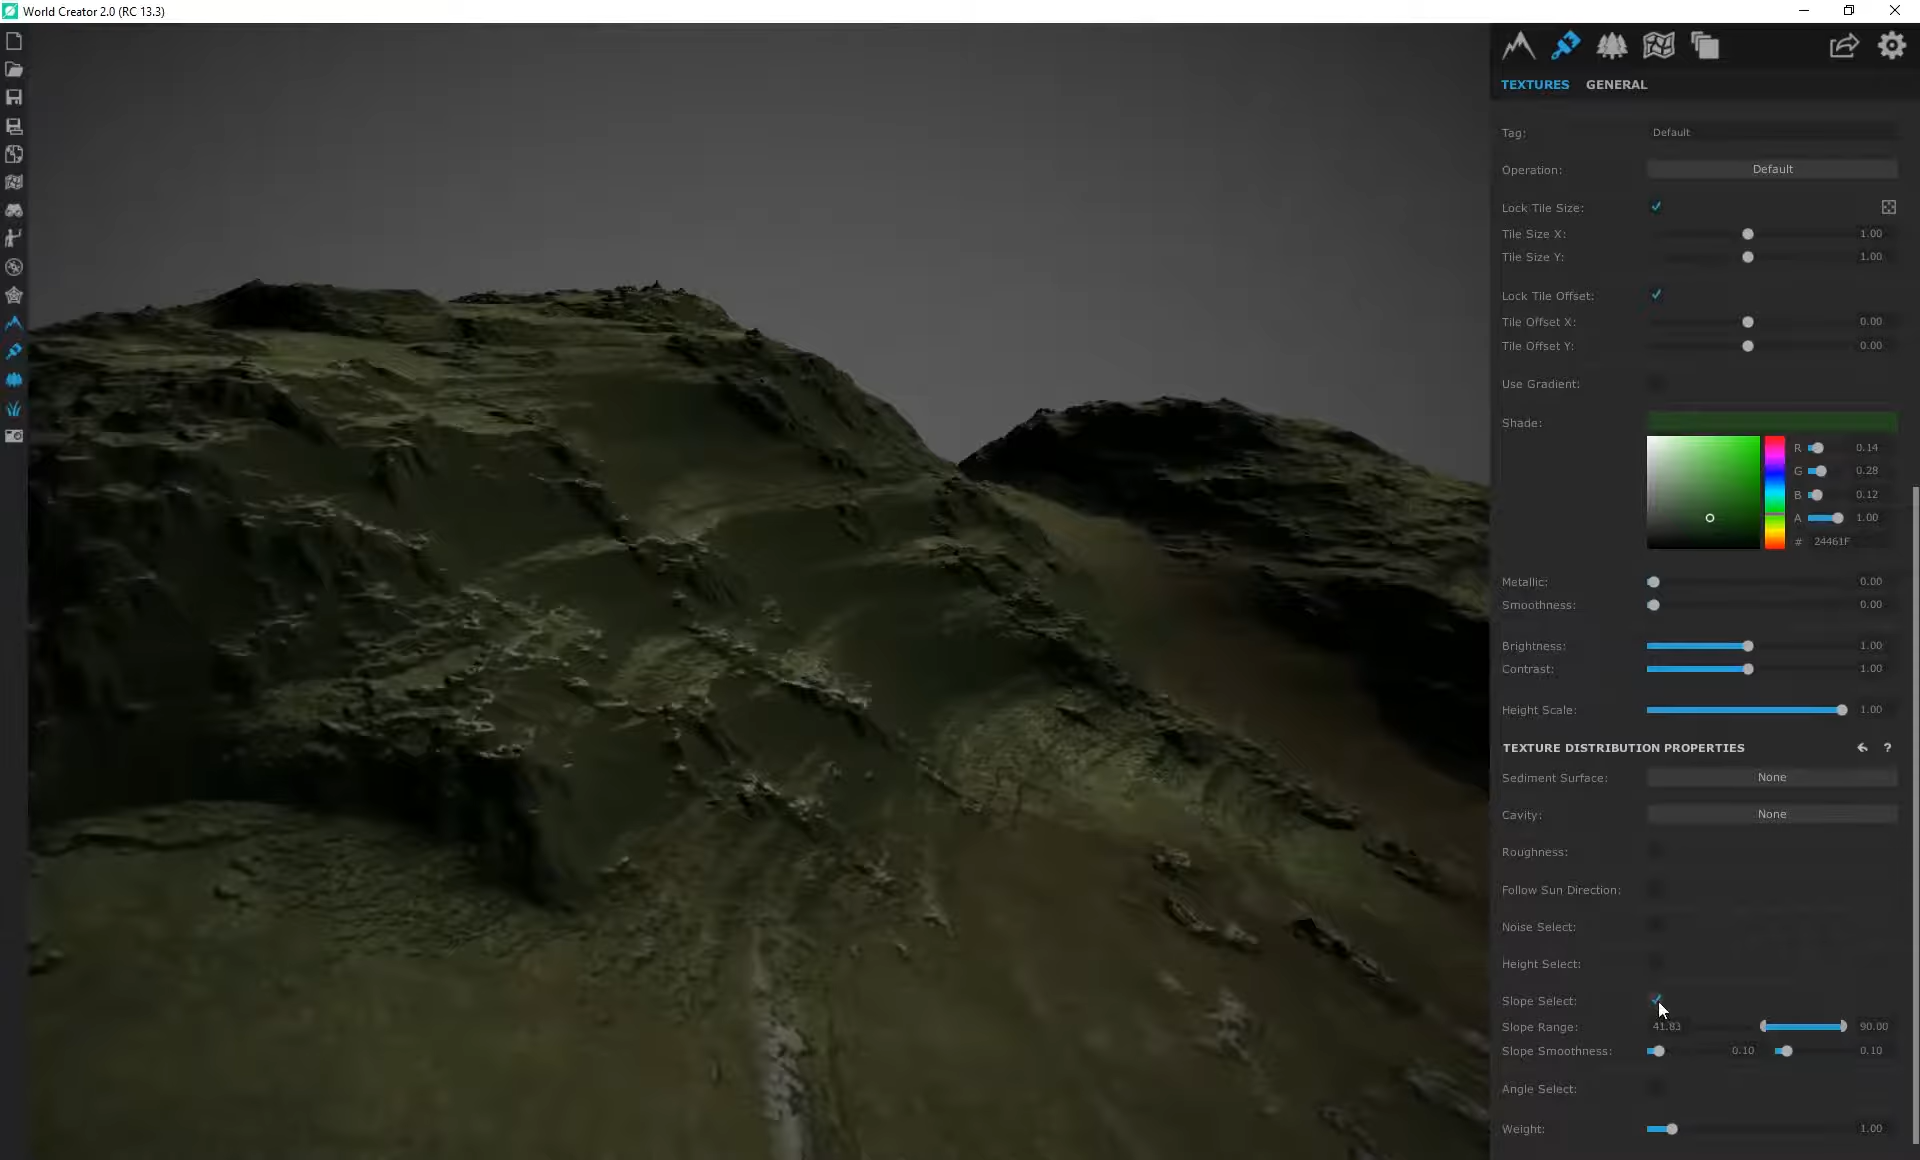 World Creator 2.0 (RC 13.3)
TEXTURES GENERAL
Tag: Default
Operation: Default
Lock Tile Size:
Tile Size X: 1.00
Tile Size Y: 1.00
Lock Tile Offset:
Tile Offset X: 0.00
Tile Offset Y: 0.00
Use Gradient:
Shade:
R 0.14
G 0.28
B 0.12
A 1.00
# 24461F
Metallic: 0.00
Smoothness: 0.00
Brightness: 1.00
Contrast: 1.00
Height Scale: 1.00
TEXTURE DISTRIBUTION PROPERTIES ?
Sediment Surface: None
Cavity: None
Roughness:
Follow Sun Direction:
Noise Select:
Height Select:
Slope Select:
Slope Range: 41.83 90.00
Slope Smoothness: 0.10 0.10
Angle Select:
Weight: 1.00